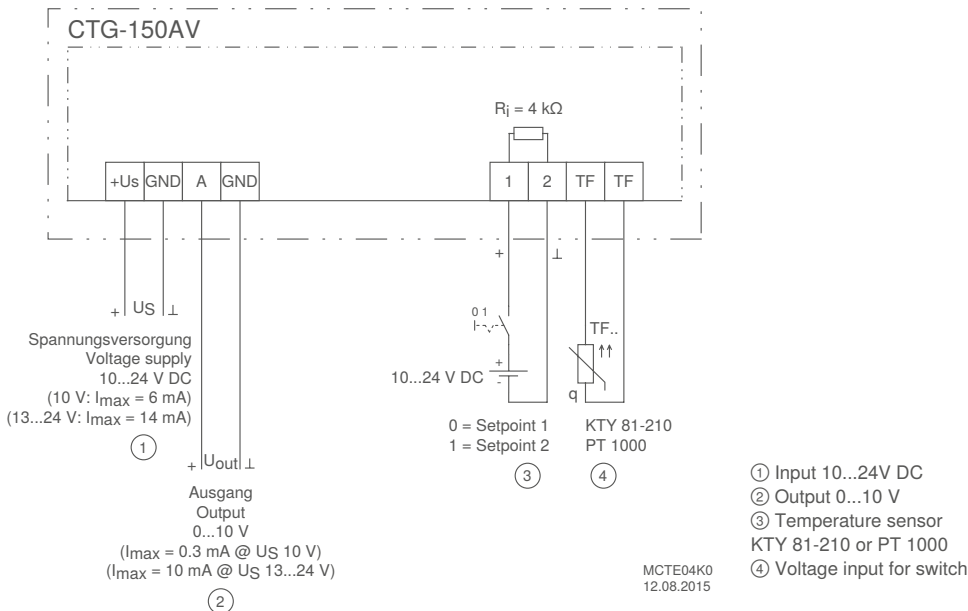 CTG-150AV
Ri = 4 kΩ
+Us GND A GND
1 2 TF TF
+ ⊥
+ US ⊥
Spannungsversorgung
Voltage supply
10...24 V DC
(10 V: Imax = 6 mA)
(13...24 V: Imax = 14 mA)
①
+ Uout ⊥
Ausgang
Output
0...10 V
(Imax = 0.3 mA @ US 10 V)
(Imax = 10 mA @ US 13...24 V)
②
0 1
+
10...24 V DC
-
0 = Setpoint 1
1 = Setpoint 2
③
TF..
q
KTY 81-210
PT 1000
④
MCTE04K0
12.08.2015
① Input 10...24V DC
② Output 0...10 V
③ Temperature sensor
KTY 81-210 or PT 1000
④ Voltage input for switch